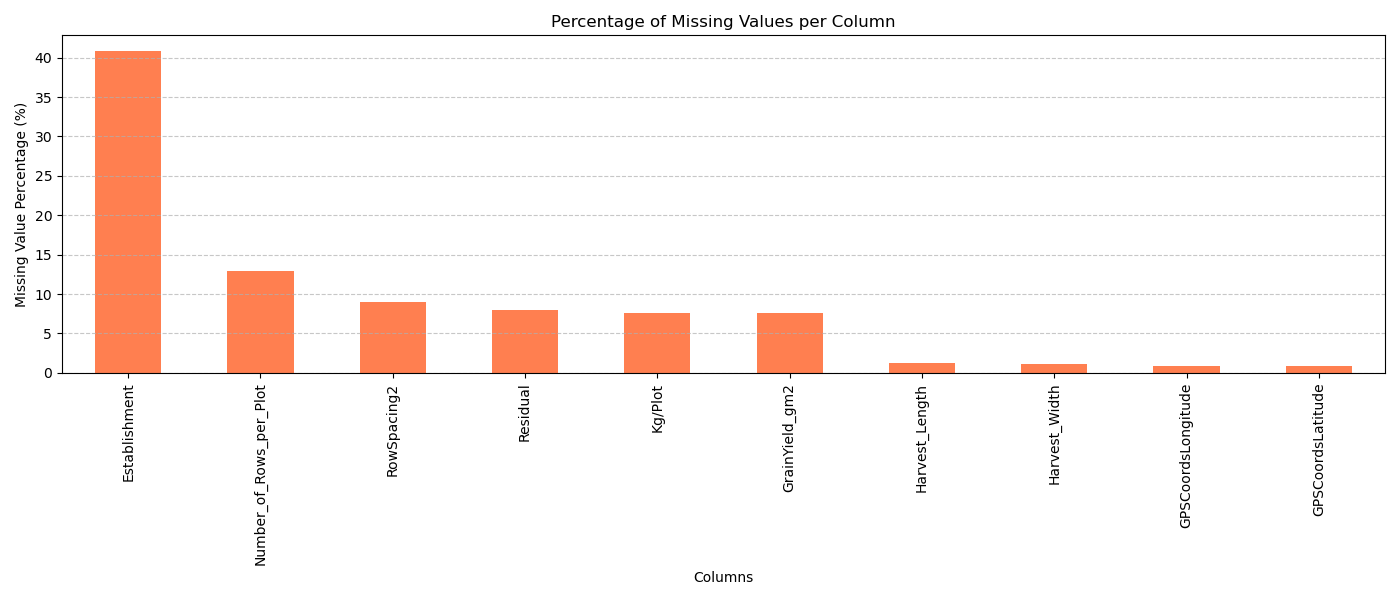 Percentage of Missing Values per Column
Missing Value Percentage (%)
40
35
30
25
20
15
10
5
0
Establishment
Number_of_Rows_per_Plot
RowSpacing2
Residual
Kg/Plot
GrainYield_gm2
Harvest_Length
Harvest_Width
GPSCoordsLongitude
GPSCoordsLatitude
Columns